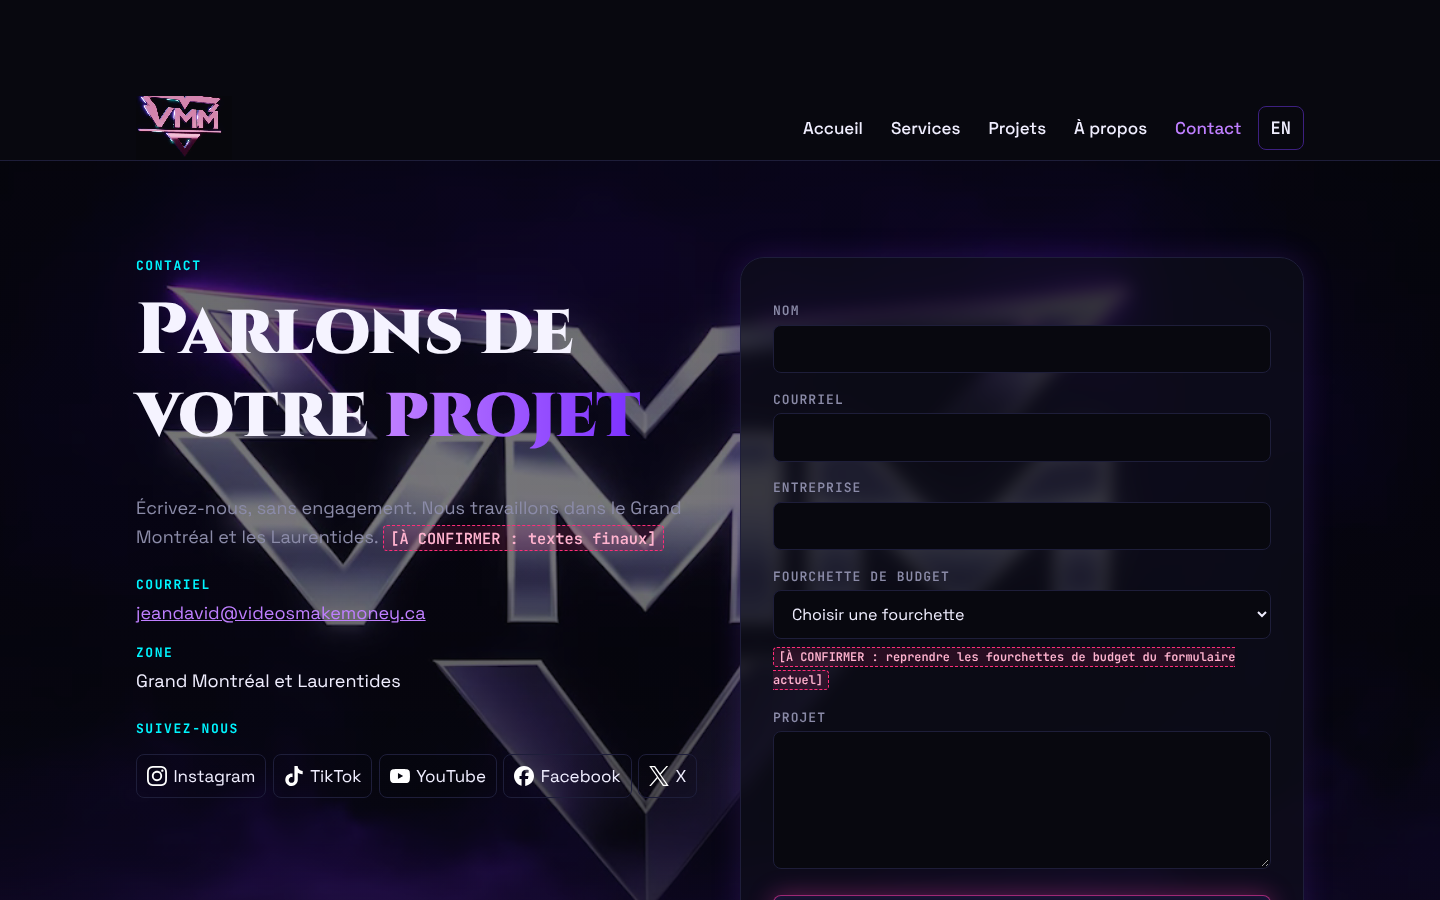 VMM
Accueil Services Projets À propos Contact EN
CONTACT
PARLONS DE
VOTRE PROJET
Écrivez-nous, sans engagement. Nous travaillons dans le Grand
Montréal et les Laurentides. [À CONFIRMER : textes finaux]
COURRIEL
jeandavid@videosmakemoney.ca
ZONE
Grand Montréal et Laurentides
SUIVEZ-NOUS
Instagram TikTok YouTube Facebook X
NOM
COURRIEL
ENTREPRISE
FOURCHETTE DE BUDGET
Choisir une fourchette
[À CONFIRMER : reprendre les fourchettes de budget du formulaire
actuel]
PROJET
VMM